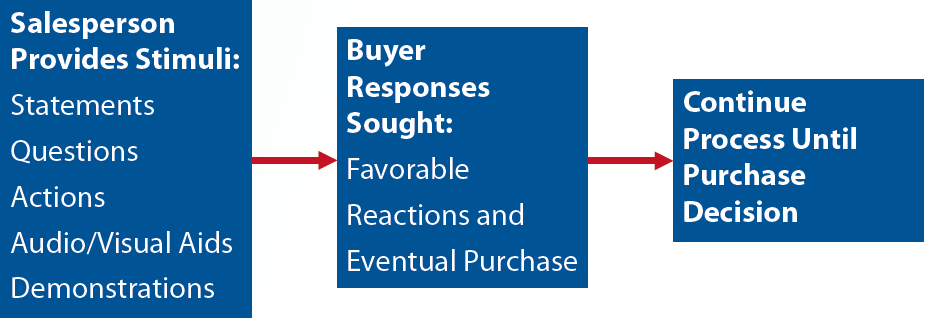 Salesperson
Provides Stimuli:
Statements
Questions
Actions
Audio/Visual Aids
Demonstrations
Buyer
Responses
Sought:
Favorable
Reactions and
Eventual Purchase
Continue
Process Until
Purchase
Decision